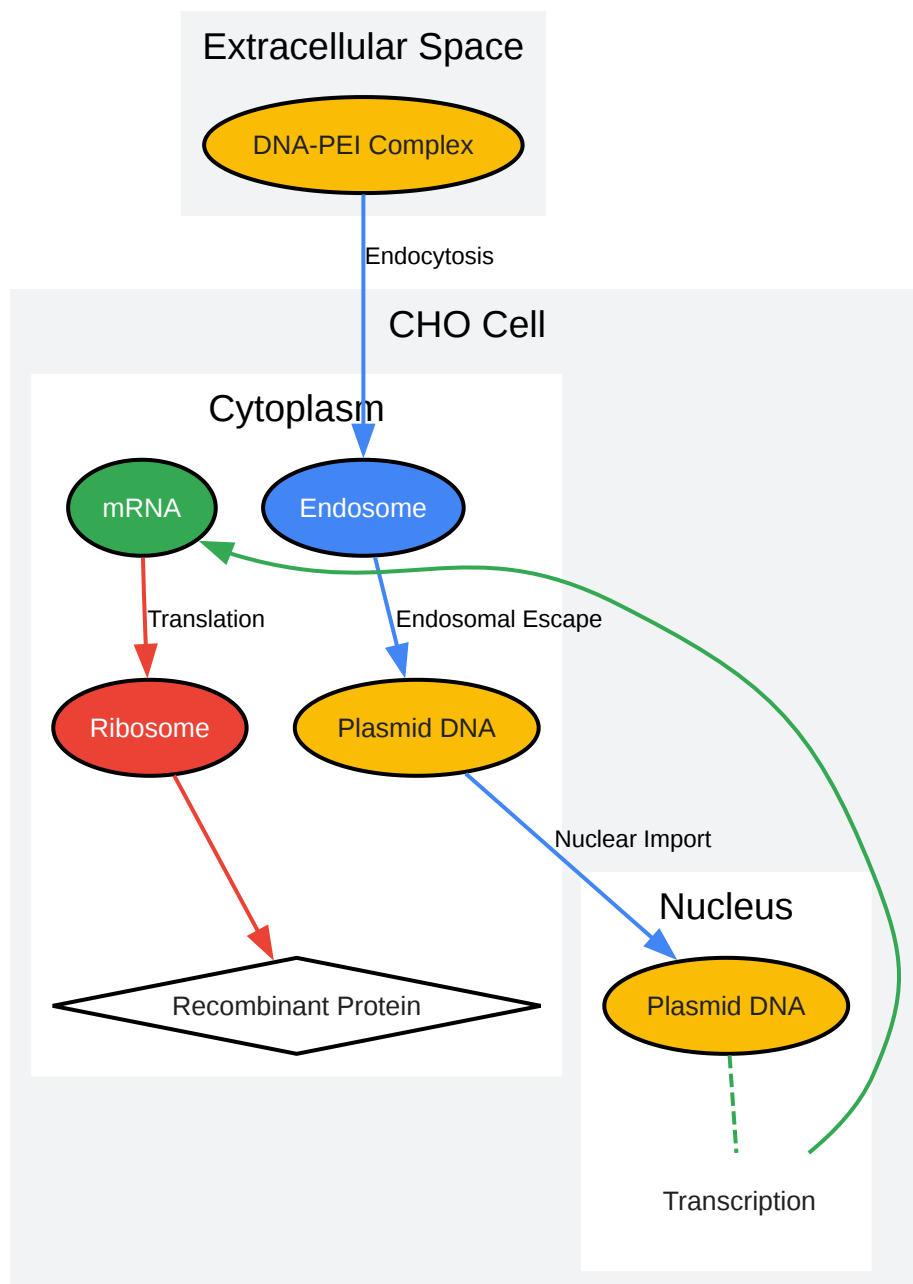 Extracellular Space
DNA-PEI Complex
Endocytosis
CHO Cell
Cytoplasm
mRNA
Endosome
Translation
Endosomal Escape
Ribosome
Plasmid DNA
Nuclear Import
Nucleus
Recombinant Protein
Plasmid DNA
Transcription